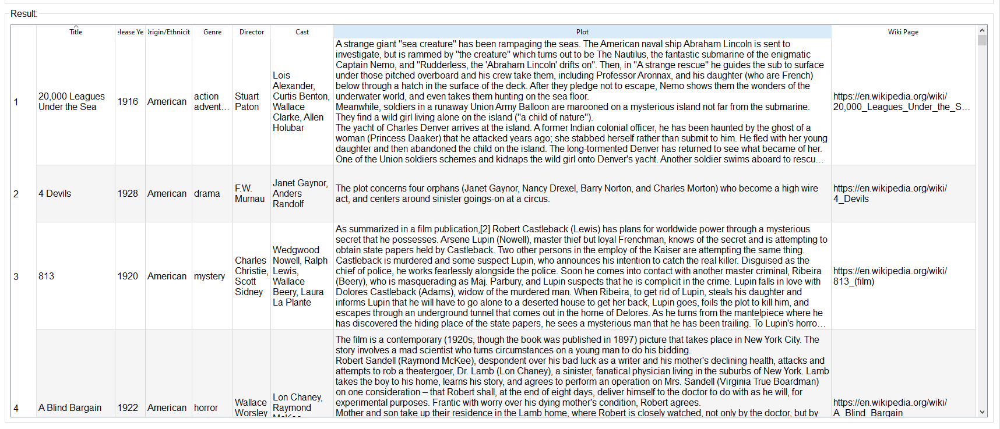 Result:
Title
elease Ye
Origin/Ethnicit
Genre
Director
Cast
Plot
Wiki Page
1
20,000 Leagues
Under the Sea
1916
American
action
advent...
Stuart
Paton
Lois
Alexander,
Curtis Benton,
Wallace
Clarke, Allen
Holubar
A strange giant "sea creature" has been rampaging the seas. The American naval ship Abraham Lincoln is sent to
investigate, but is rammed by "the creature" which turns out to be The Nautilus, the fantastic submarine of the enigmatic
Captain Nemo, and "Rudderless, the 'Abraham Lincoln' drifts on". Then, in "A strange rescue" he guides the sub to surface
under those pitched overboard and his crew take them, including Professor Aronnax, and his daughter (who are French)
below through a hatch in the surface of the deck. After they pledge not to escape, Nemo shows them the wonders of the
underwater world, and even takes them hunting on the sea floor.
Meanwhile, soldiers in a runaway Union Army Balloon are marooned on a mysterious island not far from the submarine.
They find a wild girl living alone on the island ("a child of nature").
The yacht of Charles Denver arrives at the island. A former Indian colonial officer, he has been haunted by the ghost of a
woman (Princess Daaker) that he attacked years ago; she stabbed herself rather than submit to him. He fled with her young
daughter and then abandoned the child on the island. The long-tormented Denver has returned to see what became of her.
One of the Union soldiers schemes and kidnaps the wild girl onto Denver's yacht. Another soldier swims aboard to rescu...
https://en.wikipedia.org/wiki/
20,000_Leagues_Under_the_S...
2
4 Devils
1928
American
drama
F.W.
Murnau
Janet Gaynor,
Anders
Randolf
The plot concerns four orphans (Janet Gaynor, Nancy Drexel, Barry Norton, and Charles Morton) who become a high wire
act, and centers around sinister goings-on at a circus.
https://en.wikipedia.org/wiki/
4_Devils
3
813
1920
American
mystery
Charles
Christie,
Scott
Sidney
Wedgwood
Nowell, Ralph
Lewis,
Wallace
Beery, Laura
La Plante
As summarized in a film publication,[2] Robert Castleback (Lewis) has plans for worldwide power through a mysterious
secret that he possesses. Arsene Lupin (Nowell), master thief but loyal Frenchman, knows of the secret and is attempting to
obtain state papers held by Castleback. Two other persons in the employ of the Kaiser are attempting the same thing.
Castleback is murdered and some suspect Lupin, who announces his intention to catch the real killer. Disguised as the
chief of police, he works fearlessly alongside the police. Soon he comes into contact with another master criminal, Ribeira
(Beery), who is masquerading as Maj. Parbury, and Lupin suspects that he is complicit in the crime. Lupin falls in love with
Dolores Castleback (Adams), widow of the murdered man. When Ribeira, to get rid of Lupin, steals his daughter and
informs Lupin that he will have to go alone to a deserted house to get her back, Lupin goes, foils the plot to kill him, and
escapes through an underground tunnel that comes out in the home of Delores. As he turns from the mantelpiece where he
has discovered the hiding place of the state papers, he sees a mysterious man that he has been trailing. To Lupin's horro...
https://en.wikipedia.org/wiki/
813_(film)
4
A Blind Bargain
1922
American
horror
Wallace
Worsley
Lon Chaney,
Raymond
McKee
The film is a contemporary (1920s, though the book was published in 1897) picture that takes place in New York City. The
story involves a mad scientist who turns circumstances on a young man to do his bidding.
Robert Sandell (Raymond McKee), despondent over his bad luck as a writer and his mother's declining health, attacks and
attempts to rob a theatergoer, Dr. Lamb (Lon Chaney), a sinister, fanatical physician living in the suburbs of New York. Lamb
takes the boy to his home, learns his story, and agrees to perform an operation on Mrs. Sandell (Virginia True Boardman)
on one consideration – that Robert shall, at the end of eight days, deliver himself to the doctor to do with as he will, for
experimental purposes. Frantic with worry over his dying mother's condition, Robert agrees.
Mother and son take up their residence in the Lamb home, where Robert is closely watched, not only by the doctor, but by
https://en.wikipedia.org/wiki/
A_Blind_Bargain